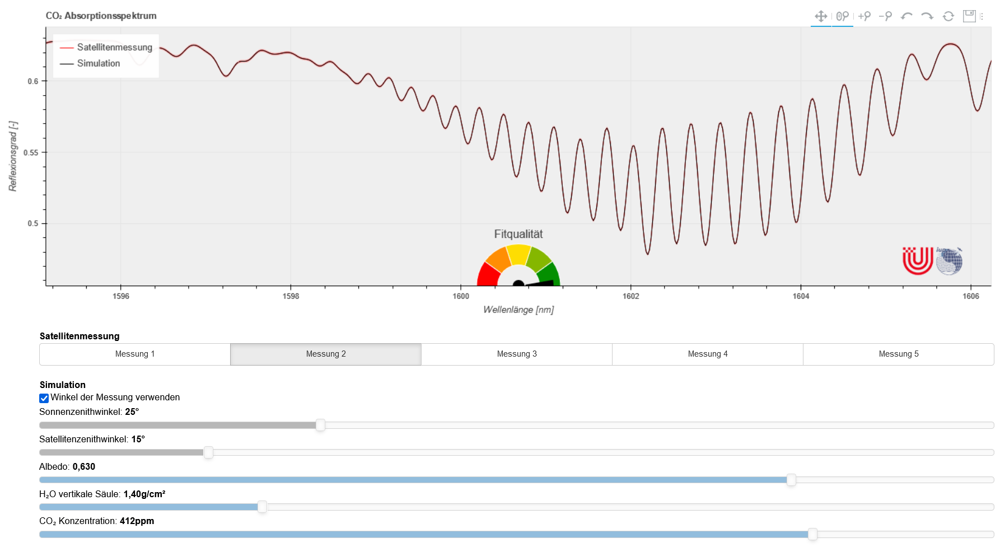 CO₂ Absorptionsspektrum
Satellitenmessung
Simulation
0.6
0.55
0.5
Reflexionsgrad [-]
Fitqualität
iup
1596
1598
1600
1602
1604
1606
Wellenlänge [nm]
Satellitenmessung
Messung 1
Messung 2
Messung 3
Messung 4
Messung 5
Simulation
Winkel der Messung verwenden
Sonnenzenithwinkel: 25°
Satellitenzenithwinkel: 15°
Albedo: 0,630
H₂O vertikale Säule: 1,40g/cm²
CO₂ Konzentration: 412ppm